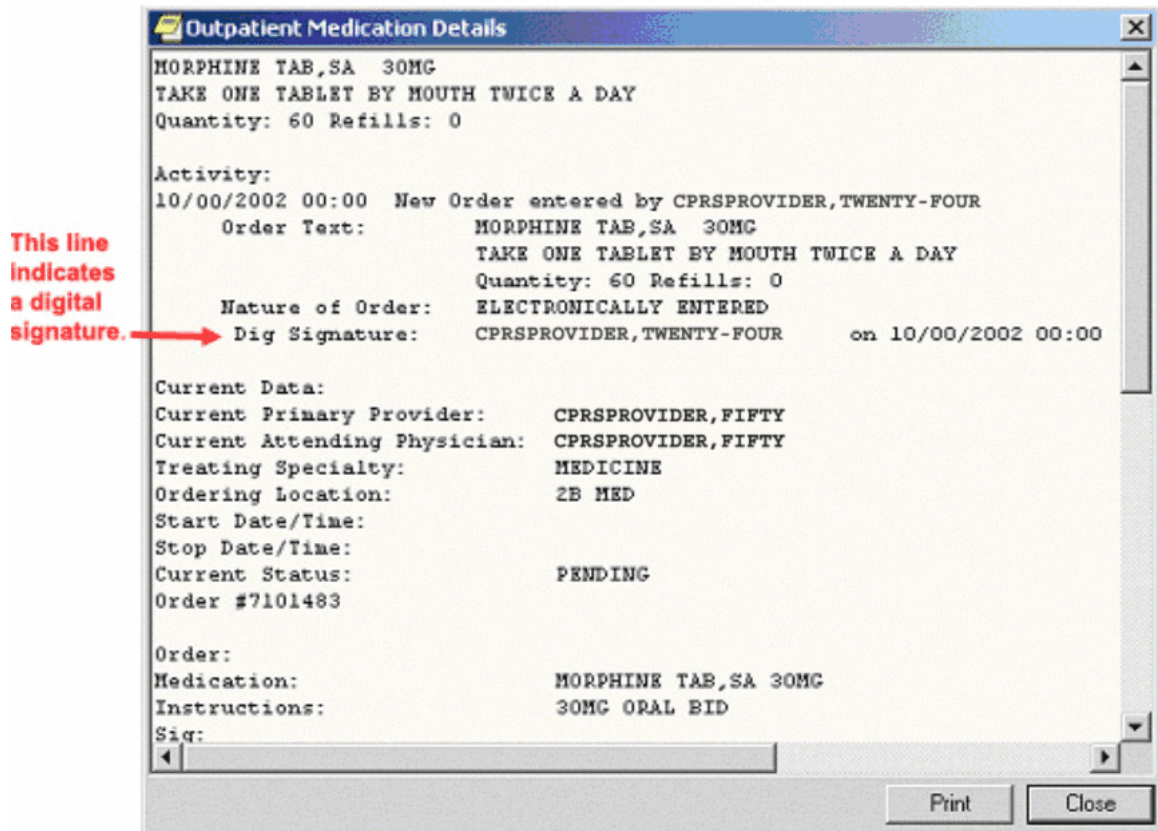 Outpatient Medication Details
MORPHINE TAB,SA 30MG
TAKE ONE TABLET BY MOUTH TWICE A DAY
Quantity: 60 Refills: 0
Activity:
10/00/2002 00:00 New Order entered by CPRSPROVIDER,TWENTY-FOUR
Order Text: MORPHINE TAB,SA 30MG
TAKE ONE TABLET BY MOUTH TWICE A DAY
Quantity: 60 Refills: 0
Nature of Order: ELECTRONICALLY ENTERED
This line
indicates
a digital
signature.
Dig Signature: CPRSPROVIDER,TWENTY-FOUR on 10/00/2002 00:00
Current Data:
Current Primary Provider: CPRSPROVIDER,FIFTY
Current Attending Physician: CPRSPROVIDER,FIFTY
Treating Specialty: MEDICINE
Ordering Location: 2B MED
Start Date/Time:
Stop Date/Time:
Current Status: PENDING
Order #7101483
Order:
Medication: MORPHINE TAB,SA 30MG
Instructions: 30MG ORAL BID
Sig:
Print
Close